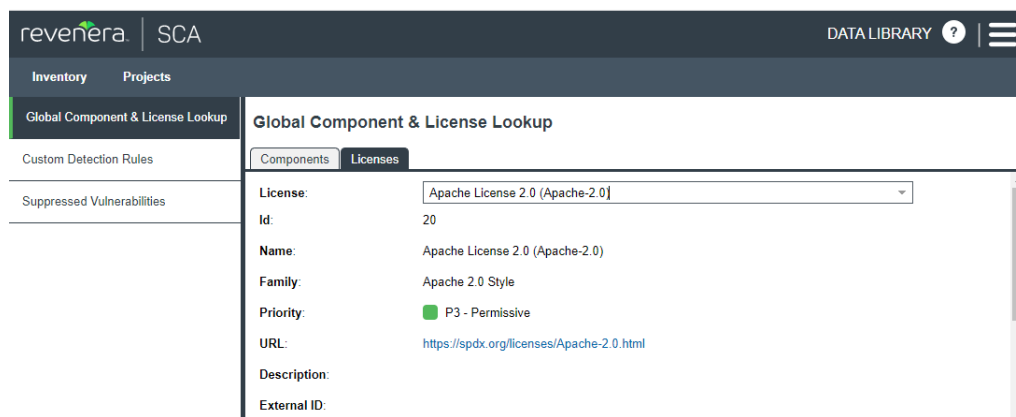 revenera. SCA DATA LIBRARY ?
Inventory Projects
Global Component & License Lookup
Custom Detection Rules
Suppressed Vulnerabilities
Global Component & License Lookup
Components Licenses
License: Apache License 2.0 (Apache-2.0)
Id: 20
Name: Apache License 2.0 (Apache-2.0)
Family: Apache 2.0 Style
Priority: P3 - Permissive
URL: https://spdx.org/licenses/Apache-2.0.html
Description:
External ID: